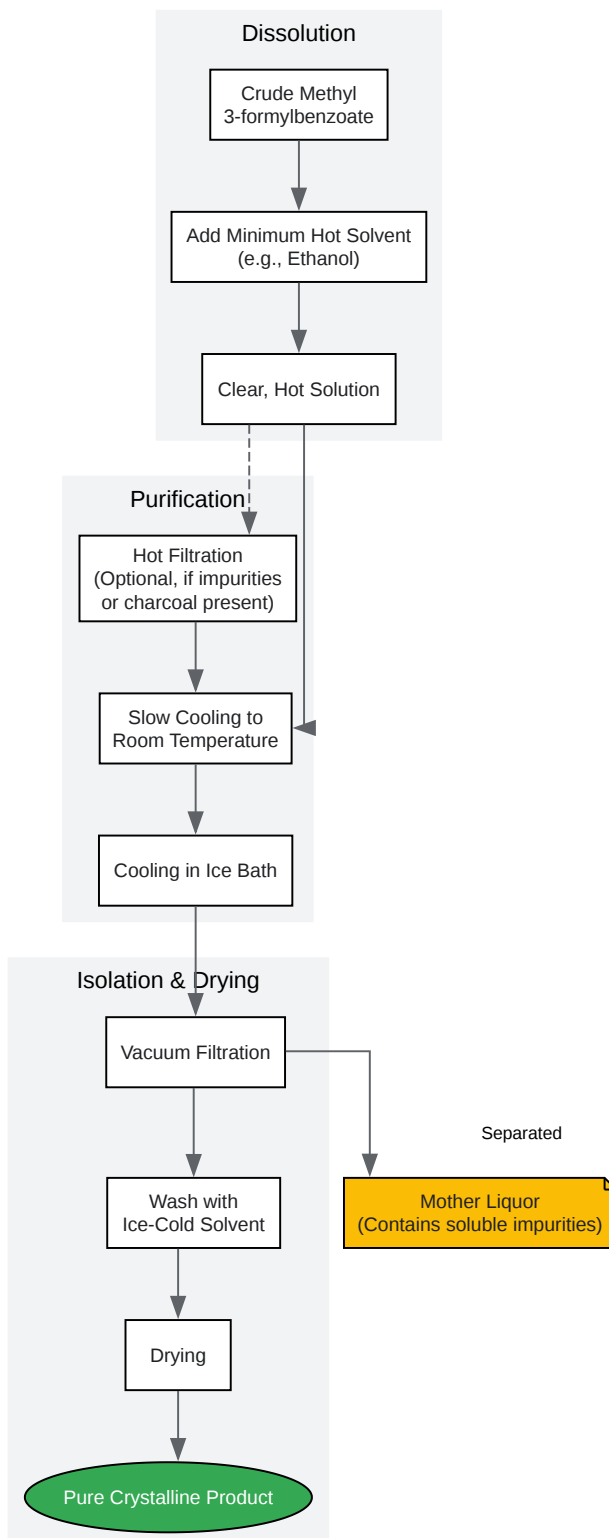 Dissolution
Crude Methyl
3-formylbenzoate
Add Minimum Hot Solvent
(e.g., Ethanol)
Clear, Hot Solution
Purification
Hot Filtration
(Optional, if impurities
or charcoal present)
Slow Cooling to
Room Temperature
Cooling in Ice Bath
Isolation & Drying
Vacuum Filtration
Separated
Wash with
Ice-Cold Solvent
Mother Liquor
(Contains soluble impurities)
Drying
Pure Crystalline Product